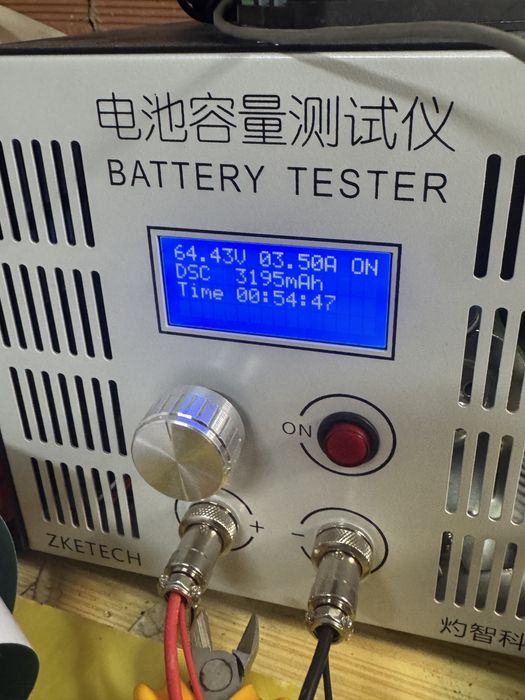 电池容量测试仪
BATTERY TESTER
64.43V 03.50A ON
DSC 3195mAh
Time 00:54:47
ON
+ -
ZKETECH
灼智科